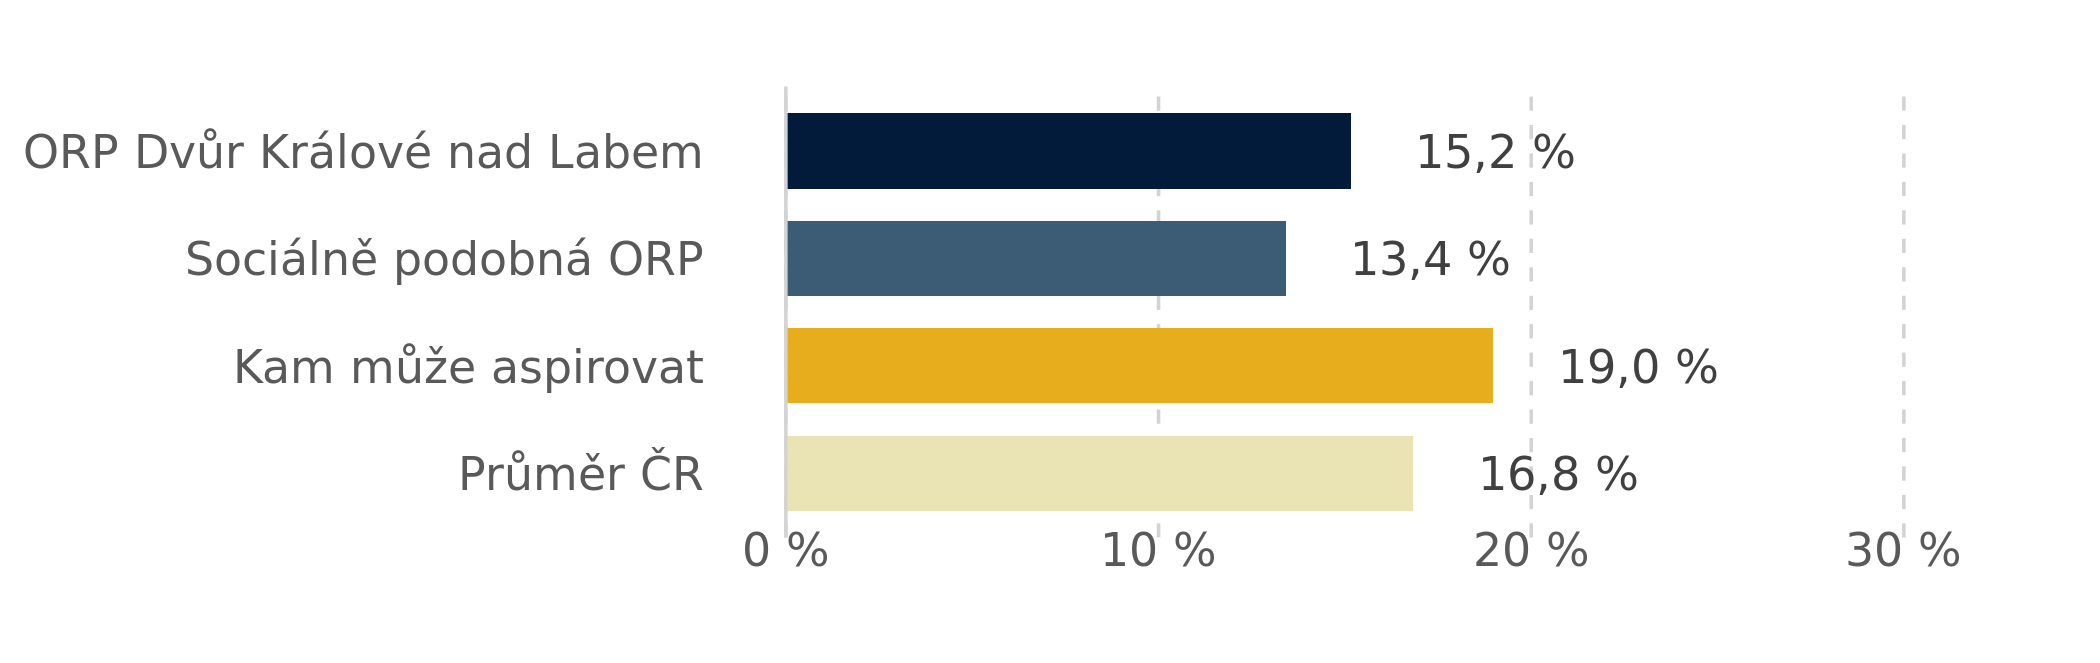 ORP Dvůr Králové nad Labem 15,2 %
Sociálně podobná ORP 13,4 %
Kam může aspirovat 19,0 %
Průměr ČR 16,8 %
0 % 10 % 20 % 30 %